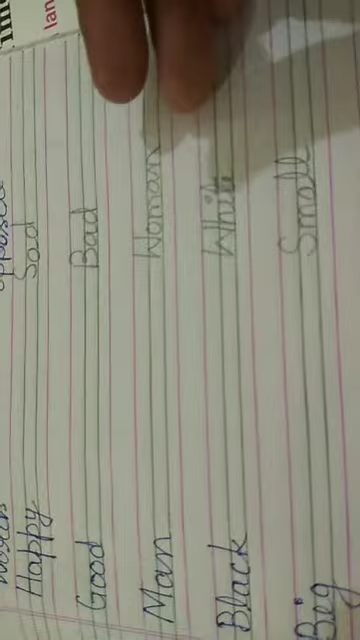 Happy Sad
Good Bad
Man Woman
Black White
Big Small